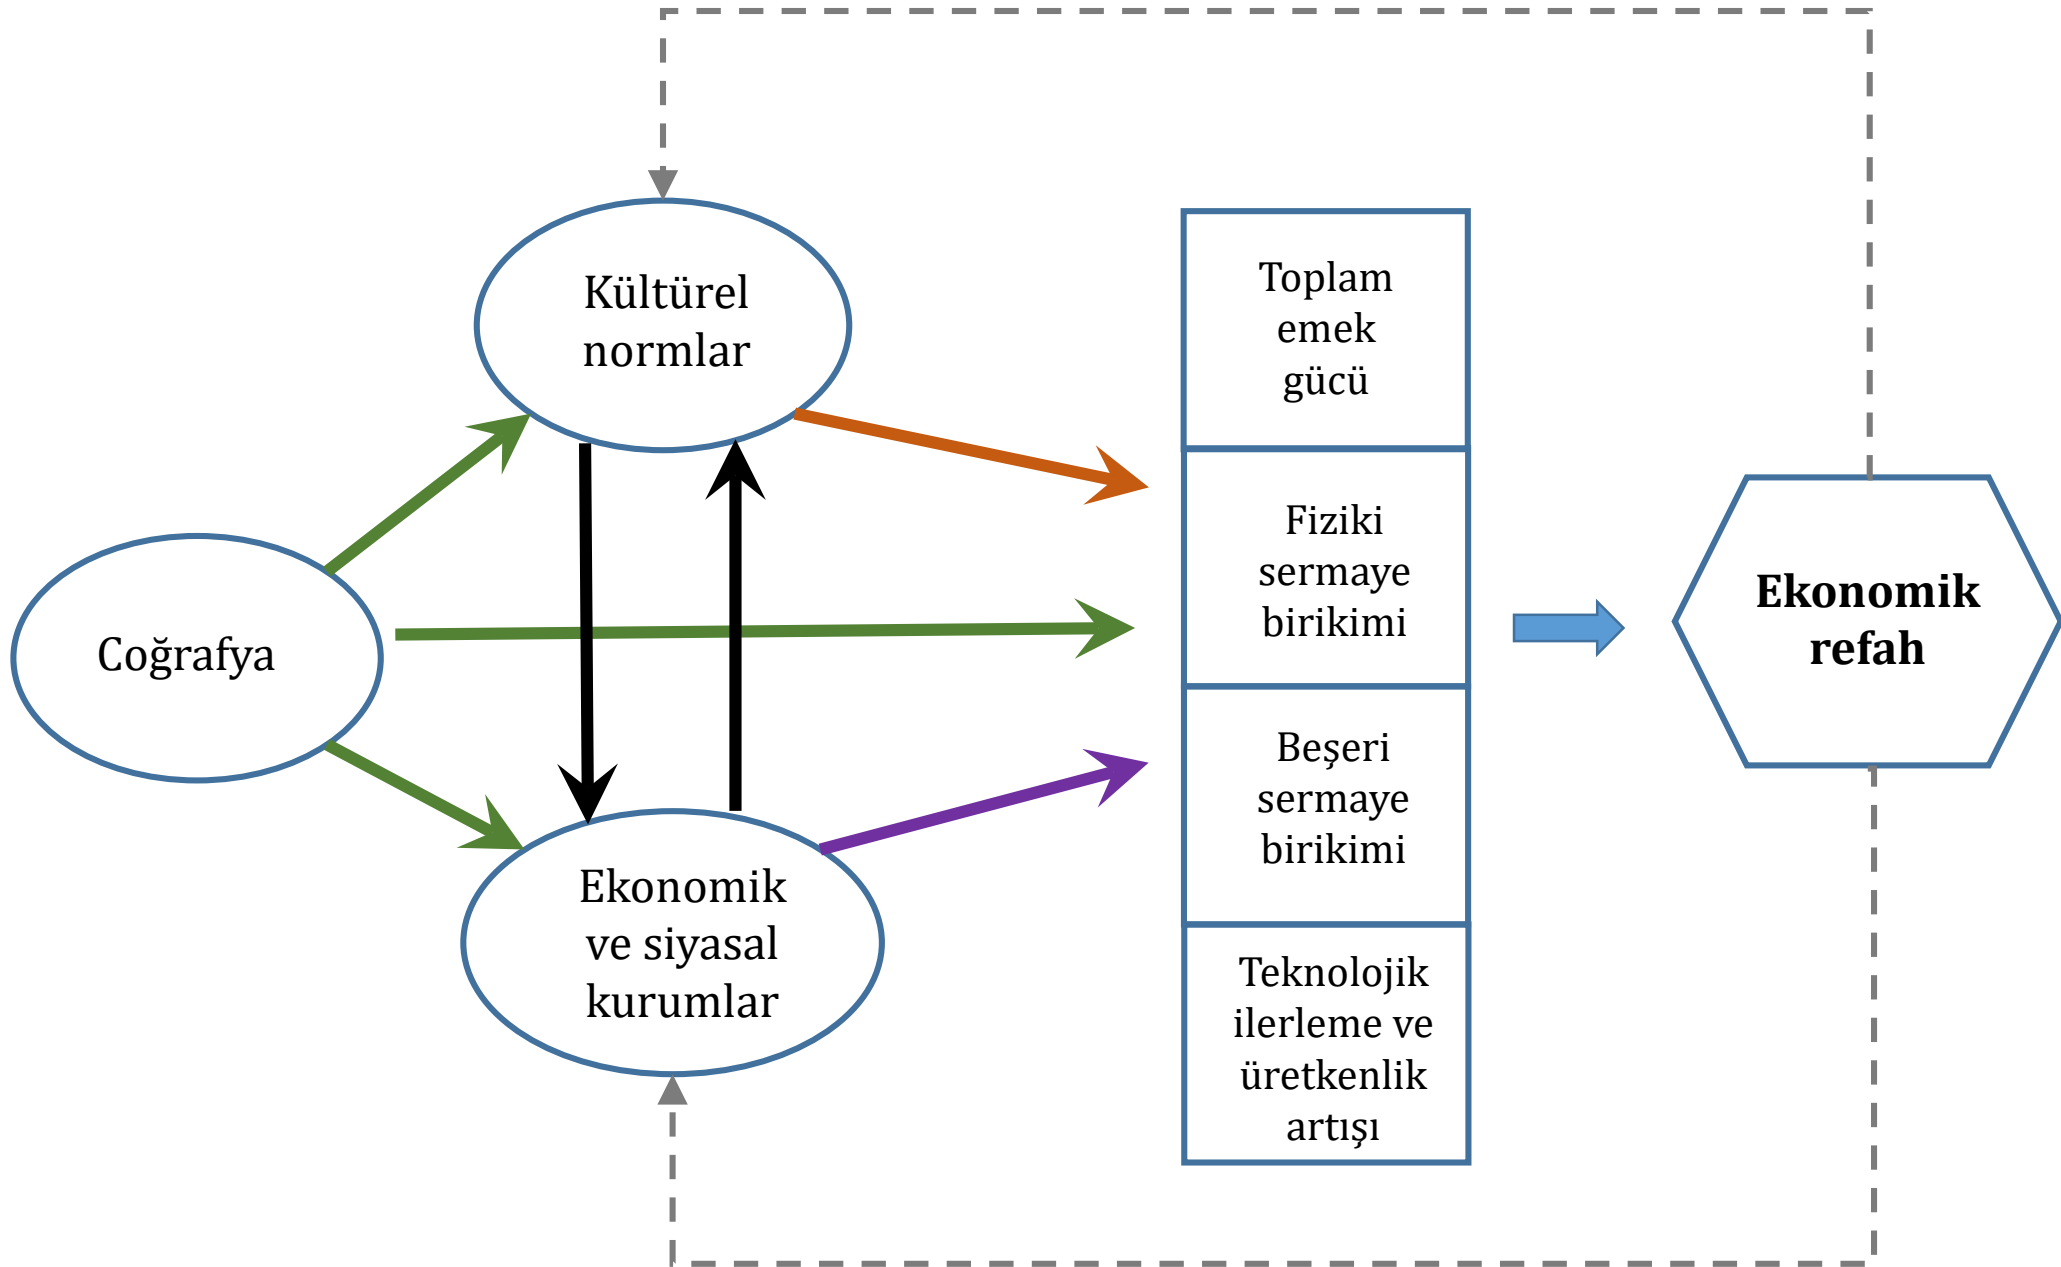 Kültürel
normlar
Coğrafya
Ekonomik
ve siyasal
kurumlar
Toplam
emek
gücü
Fiziki
sermaye
birikimi
Beşeri
sermaye
birikimi
Teknolojik
ilerleme ve
üretkenlik
artışı
Ekonomik
refah